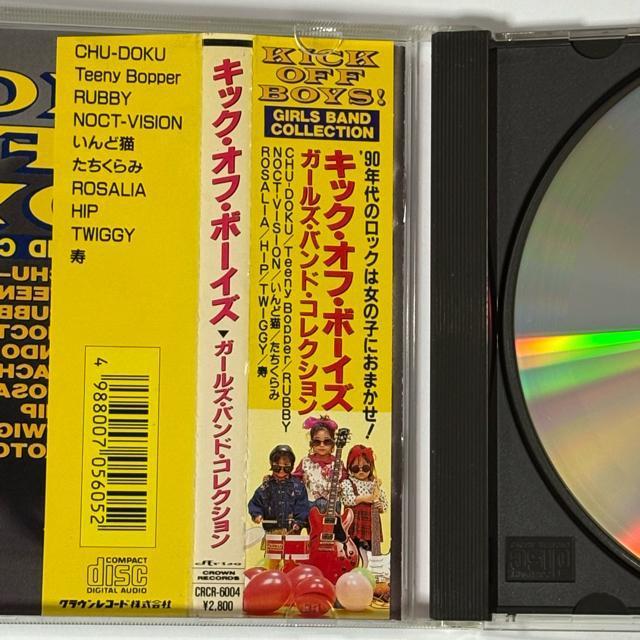 CHU-DOKU
Teeny Bopper
RUBBY
NOCT-VISION
いんど猫
たちくらみ
ROSALIA
HIP
TWIGGY
寿
4 988007 056052
COMPACT
disc
DIGITAL AUDIO
クラウンレコード株式会社
キック・オフ・ボーイズ▼ガールズ・バンド・コレクション
CROWN
RECORDS
CRCR-6004
¥2,800
KICK
OFF
BOYS!
GIRLS BAND
COLLECTION
'90年代のロックは女の子におまかせ!
キック・オフ・ボーイズ
ガールズ・バンド・コレクション
CHU-DOKU/Teeny Bopper/RUBBY
NOCT-VISION/いんど猫/たちくらみ
ROSALIA/HIP/TWIGGY/寿